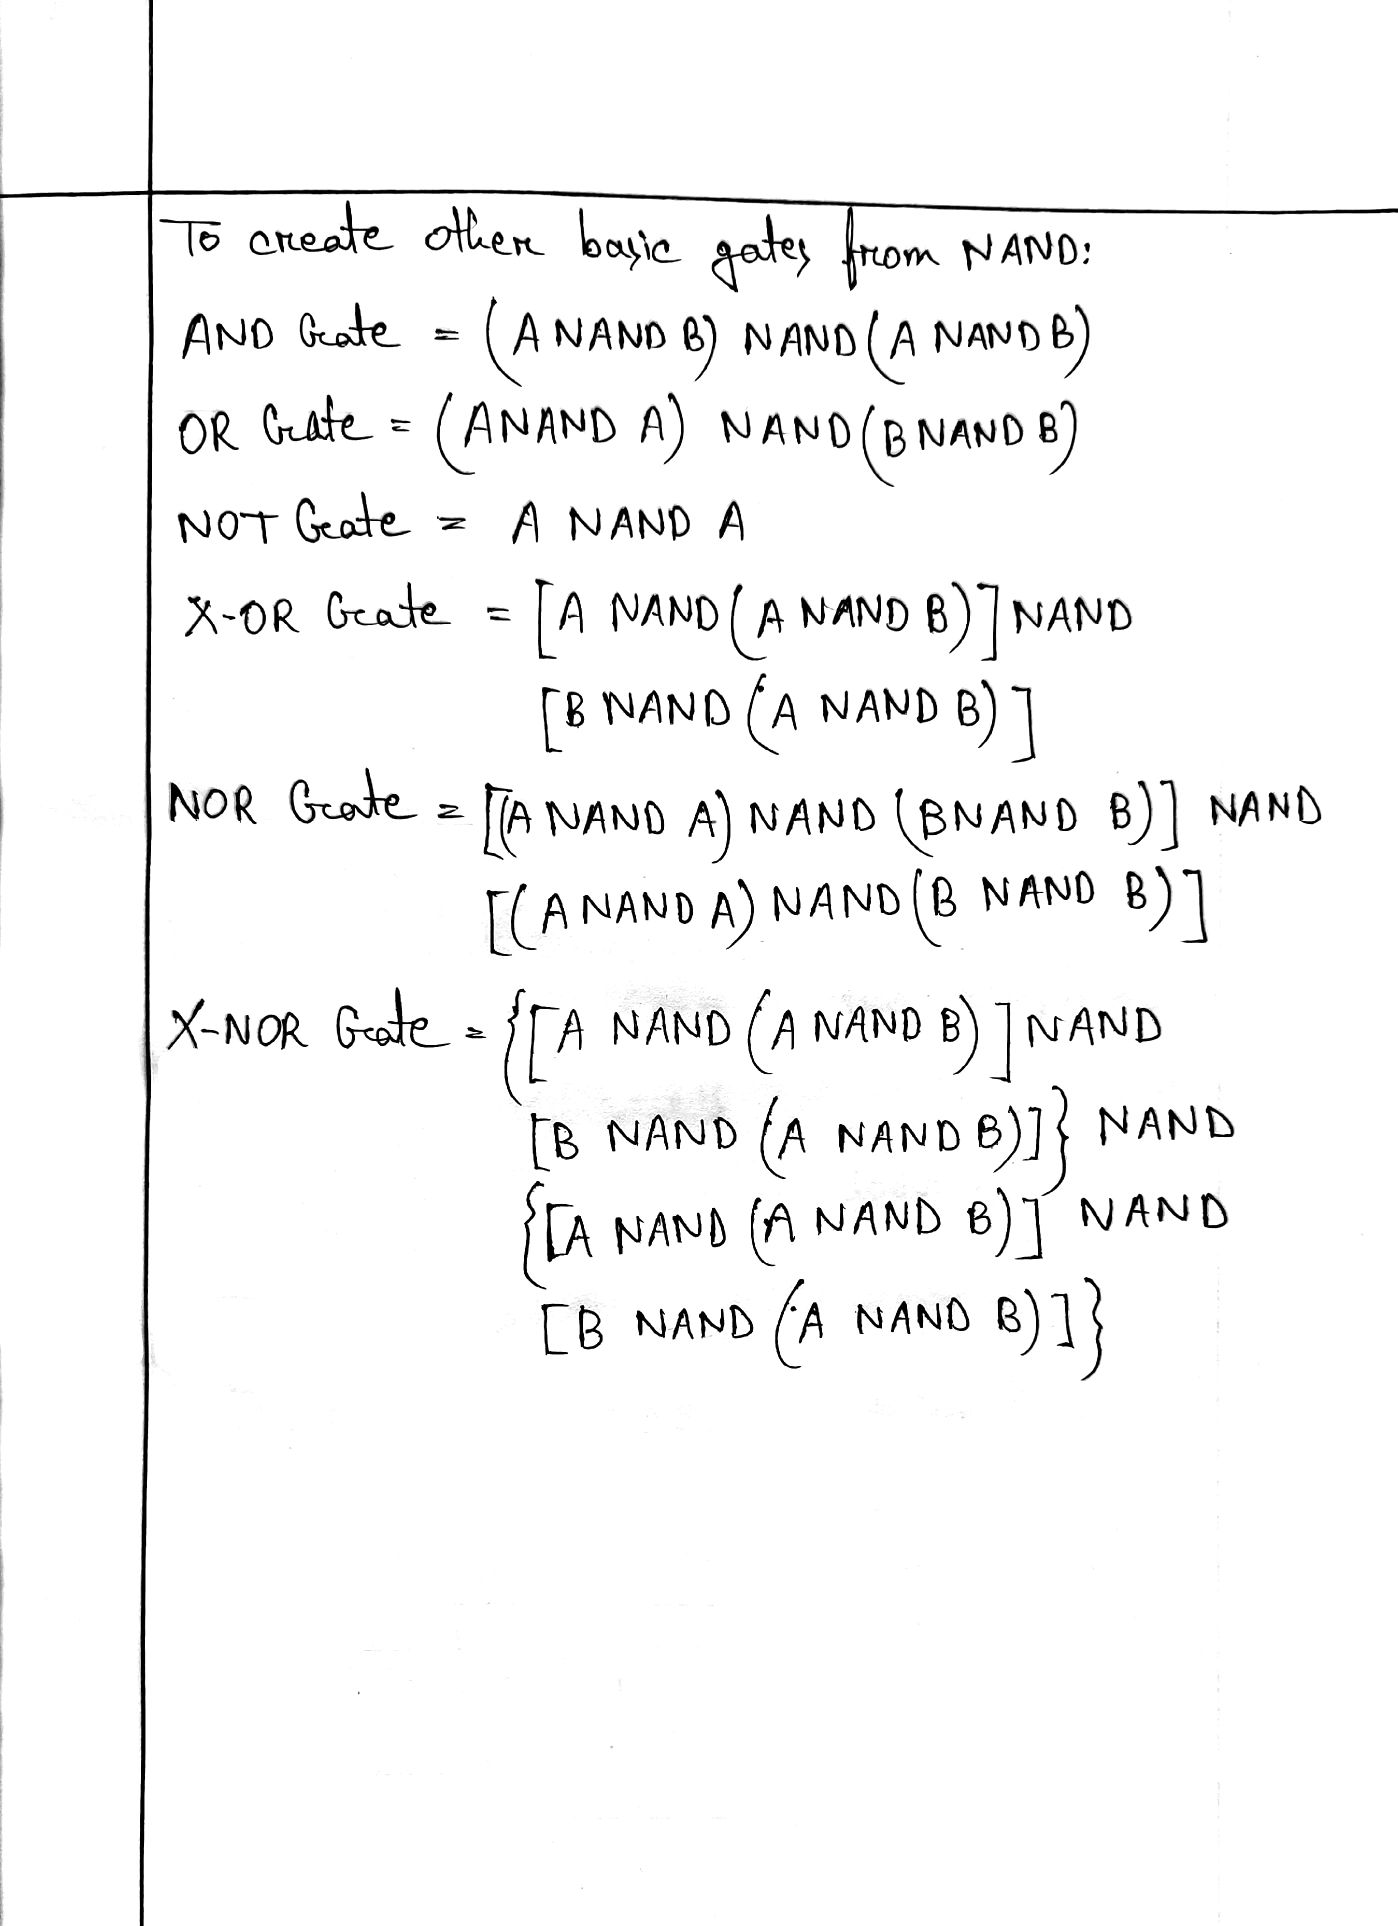 To create other basic gates from NAND:
AND Gate = (A NAND B) NAND (A NAND B)
OR Gate = (A NAND A) NAND (B NAND B)
NOT Gate = A NAND A
X-OR Gate = [A NAND (A NAND B)] NAND
[B NAND (A NAND B)]
NOR Gate = [(A NAND A) NAND (B NAND B)] NAND
[(A NAND A) NAND (B NAND B)]
X-NOR Gate = {[A NAND (A NAND B)] NAND
[B NAND (A NAND B)]} NAND
{[A NAND (A NAND B)] NAND
[B NAND (A NAND B)]}